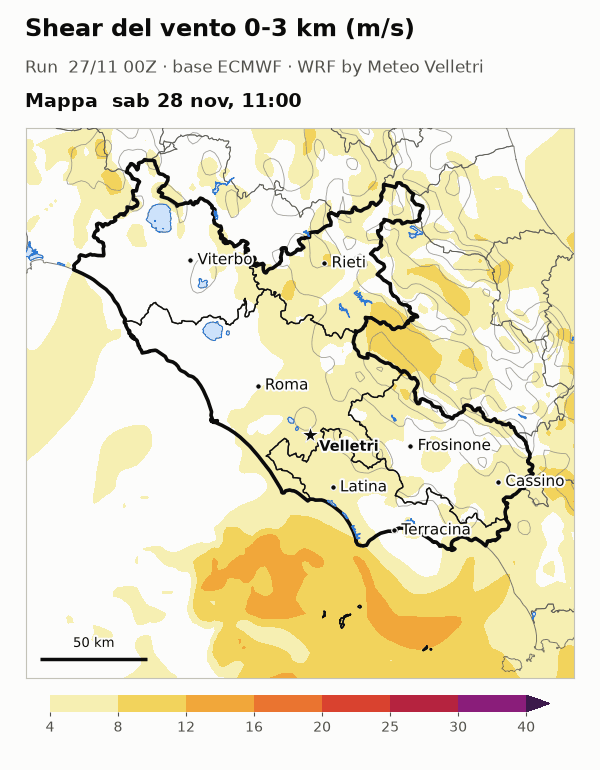 Shear del vento 0-3 km (m/s)
Run 27/11 00Z · base ECMWF · WRF by Meteo Velletri
Mappa sab 28 nov, 11:00
Viterbo
Rieti
Roma
Velletri
Frosinone
Latina
Cassino
Terracina
50 km
4 8 12 16 20 25 30 40